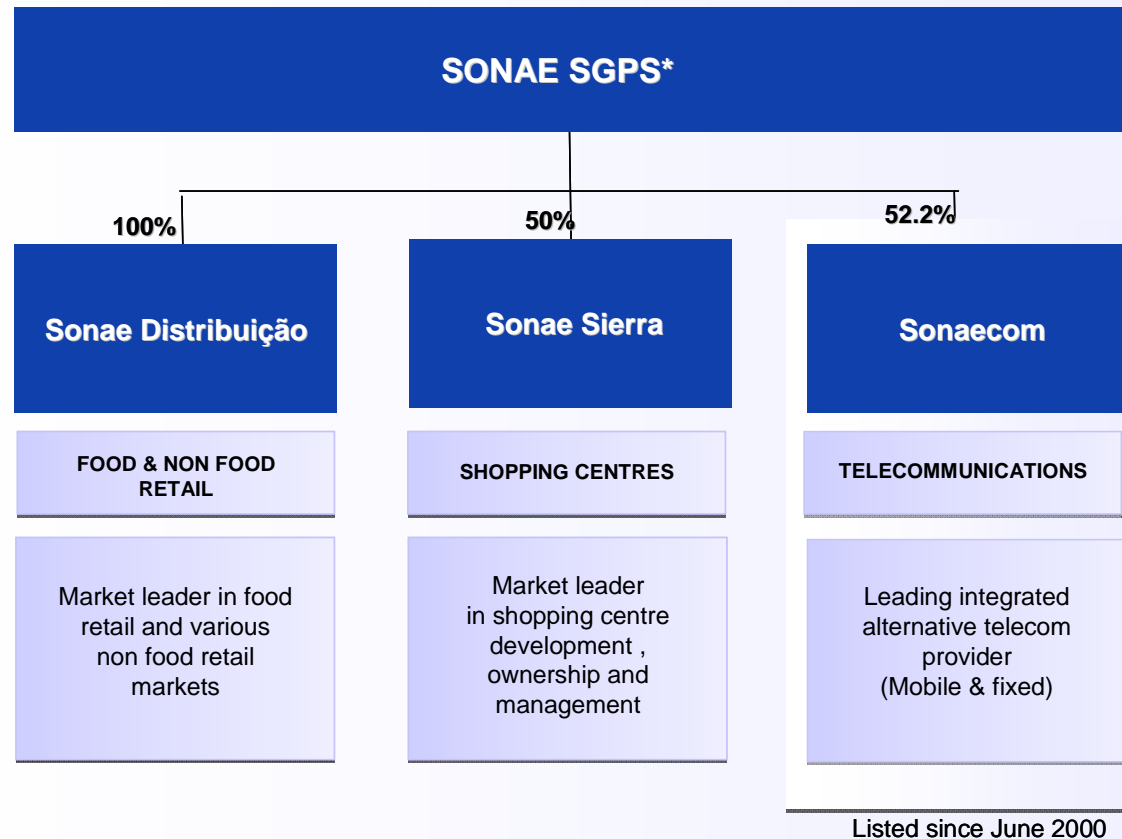 SONAE SGPS*
100%
50%
52.2%
Sonae Distribuição
Sonae Sierra
Sonaecom
FOOD & NON FOOD
RETAIL
SHOPPING CENTRES
TELECOMMUNICATIONS
Market leader in food
retail and various
non food retail
markets
Market leader
in shopping centre
development ,
ownership and
management
Leading integrated
alternative telecom
provider
(Mobile & fixed)
Listed since June 2000